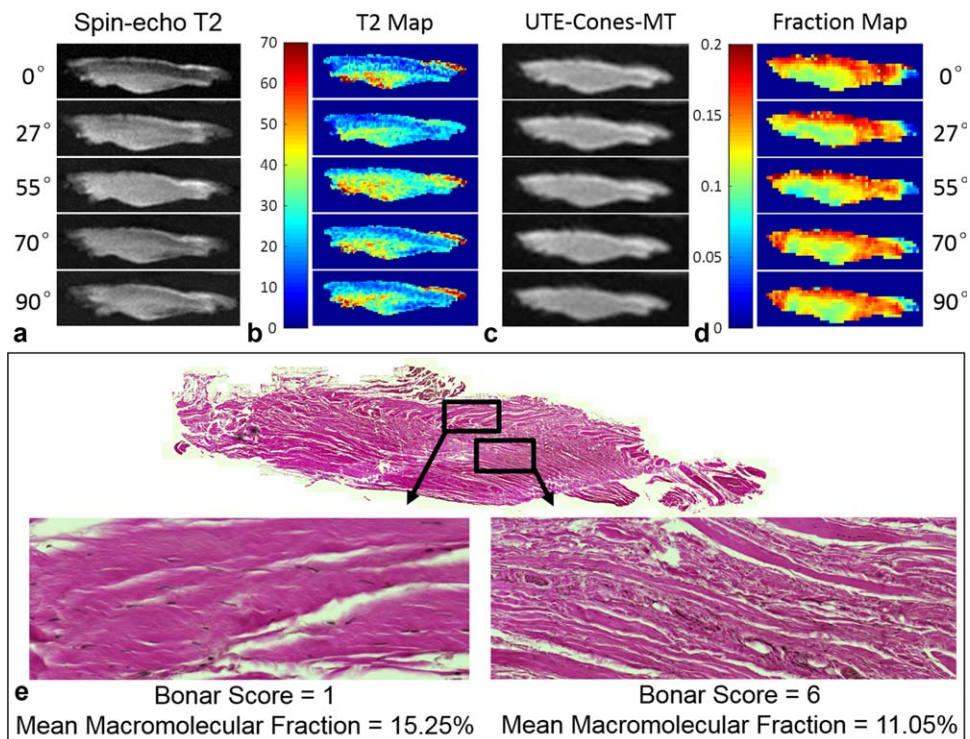 Spin-echo T2
T2 Map
UTE-Cones-MT
Fraction Map
0°
27°
55°
70°
90°
70
60
50
40
30
20
10
0
0.2
0.15
0.1
0.05
0
0°
27°
55°
70°
90°
a
b
c
d
e
Bonar Score = 1
Mean Macromolecular Fraction = 15.25%
Bonar Score = 6
Mean Macromolecular Fraction = 11.05%